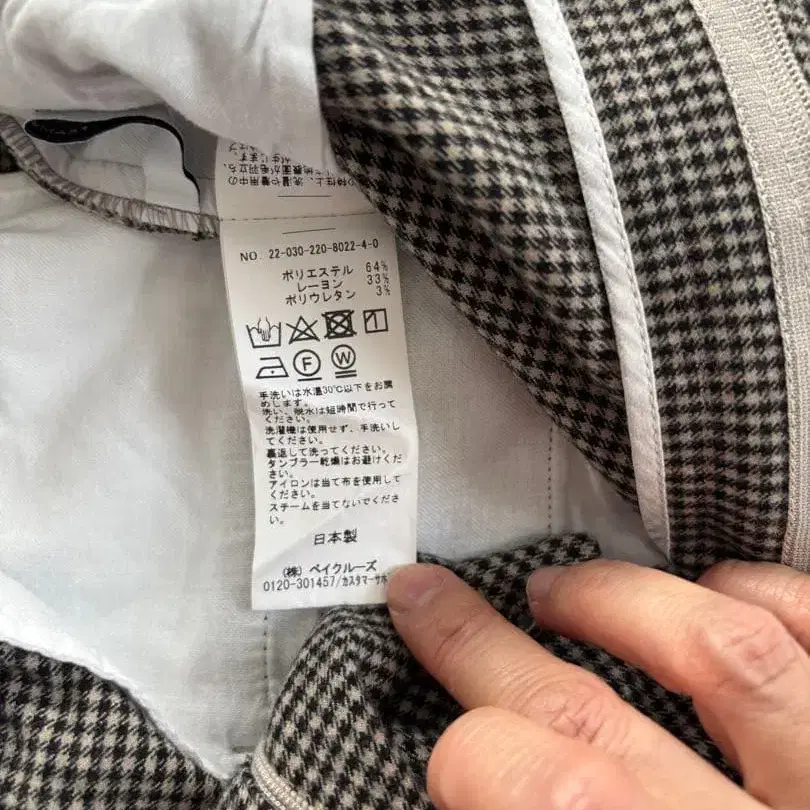 NO. 22-030-220-8022-4-0
ポリエステル 64%
レーヨン 33%
ポリウレタン 3%
F W
手洗いは水温30℃以下をお薦
めします。
洗い、脱水は短時間で行って
ください。
洗濯機は使用せず、手洗いし
てください。
裏返して洗ってください。
タンブラー乾燥はお避けくだ
さい。
アイロンは当て布を使用して
ください。
スチームを当てないでくださ
い。
日本製
(株) ベイクルーズ
0120-301457/カスタマーサポ